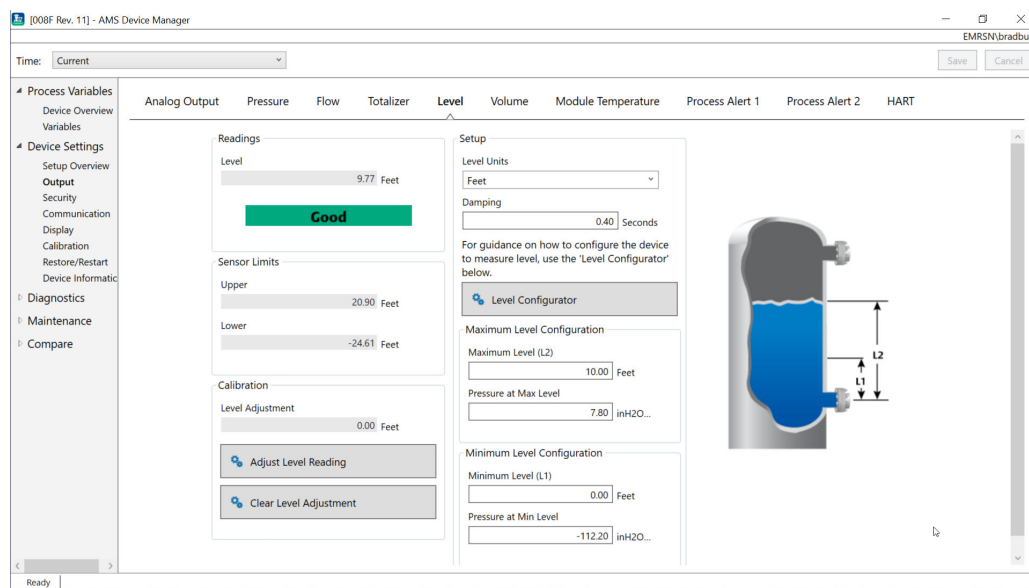 [008F Rev. 11] - AMS Device Manager
EMRSN\bradbu
Time: Current
Save Cancel
Process Variables
Device Overview
Variables
Device Settings
Setup Overview
Output
Security
Communication
Display
Calibration
Restore/Restart
Device Informatic
Diagnostics
Maintenance
Compare
Analog Output Pressure Flow Totalizer Level Volume Module Temperature Process Alert 1 Process Alert 2 HART
Readings
Level
9.77 Feet
Good
Sensor Limits
Upper
20.90 Feet
Lower
-24.61 Feet
Calibration
Level Adjustment
0.00 Feet
Adjust Level Reading
Clear Level Adjustment
Setup
Level Units
Feet
Damping
0.40 Seconds
For guidance on how to configure the device
to measure level, use the 'Level Configurator'
below.
Level Configurator
Maximum Level Configuration
Maximum Level (L2)
10.00 Feet
Pressure at Max Level
7.80 inH2O...
Minimum Level Configuration
Minimum Level (L1)
0.00 Feet
Pressure at Min Level
-112.20 inH2O...
L2
L1
Ready